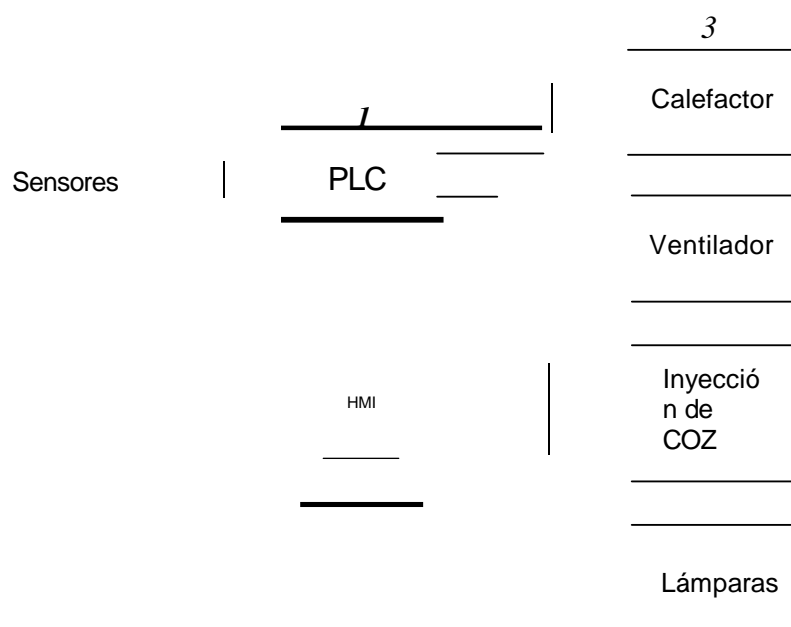 3
Calefactor
1
Sensores
PLC
Ventilador
HMI
Inyecció
n de
COZ
Lámparas